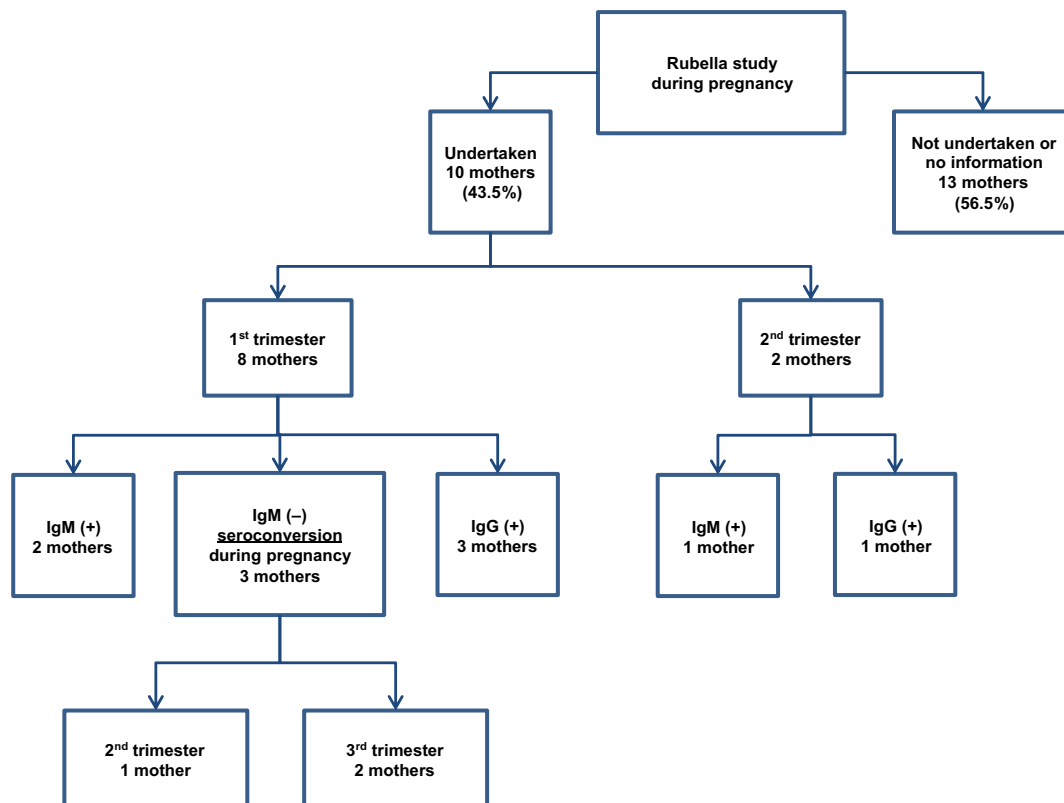 Rubella study
during pregnancy
Undertaken
10 mothers
(43.5%)
Not undertaken or
no information
13 mothers
(56.5%)
1st trimester
8 mothers
2nd trimester
2 mothers
IgM (+)
2 mothers
IgM (–)
seroconversion
during pregnancy
3 mothers
IgG (+)
3 mothers
IgM (+)
1 mother
IgG (+)
1 mother
2nd trimester
1 mother
3rd trimester
2 mothers